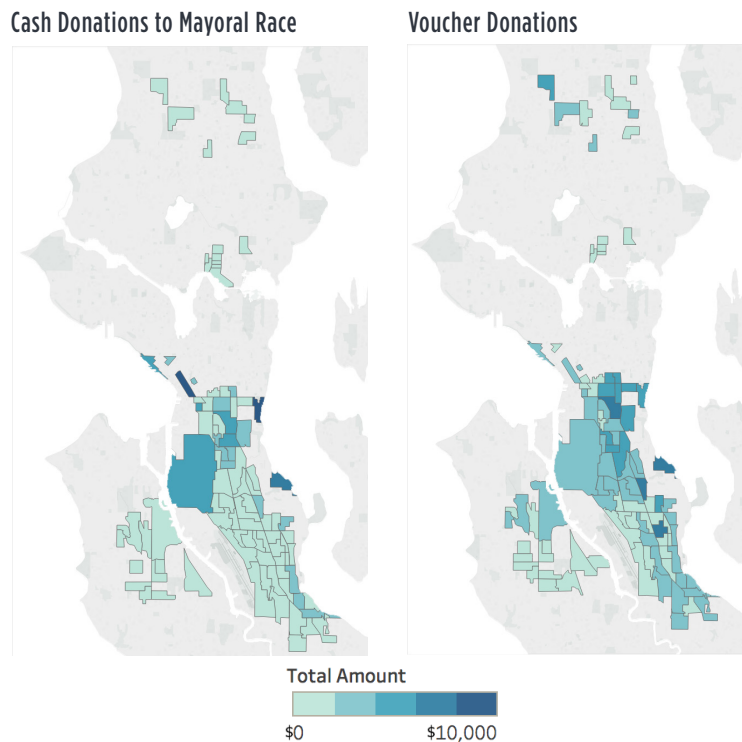 Cash Donations to Mayoral Race
Voucher Donations
Total Amount
$0
$10,000